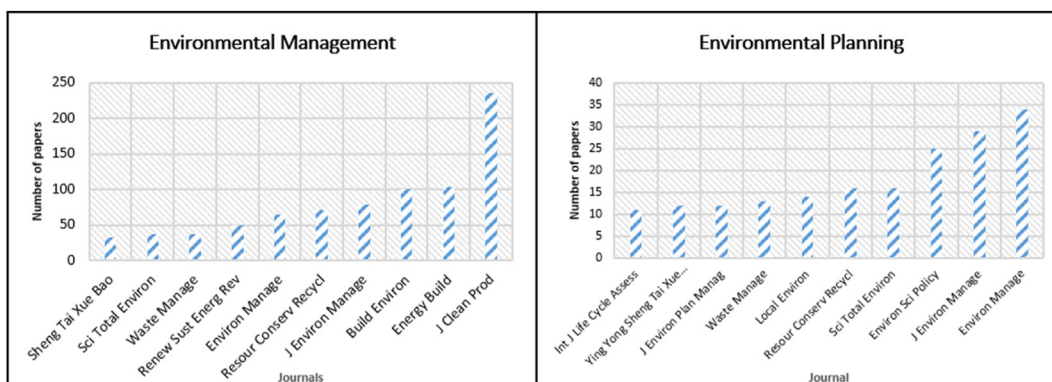 Environmental Management
Number of papers
250
200
150
100
50
0
Sheng Tai Xue Bao
Sci Total Environ
Waste Manage
Renew Sust Energ Rev
Environ Manage
Resour Conserv Recycl
J Environ Manage
Build Environ
Energy Build
J Clean Prod
Journals
Environmental Planning
Number of papers
40
35
30
25
20
15
10
5
0
Int J Life Cycle Assess
Ying Yong Sheng Tai Xue...
J Environ Plan Manag
Waste Manage
Local Environ
Resour Conserv Recycl
Sci Total Environ
Environ Sci Policy
J Environ Manage
Environ Manage
Journal